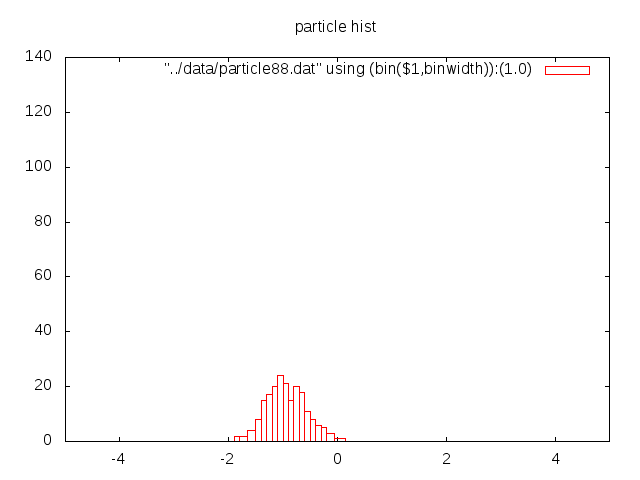 particle hist
140
"../data/particle88.dat" using (bin($1,binwidth)):(1.0)
120
100
80
60
40
20
0
-4 -2 0 2 4